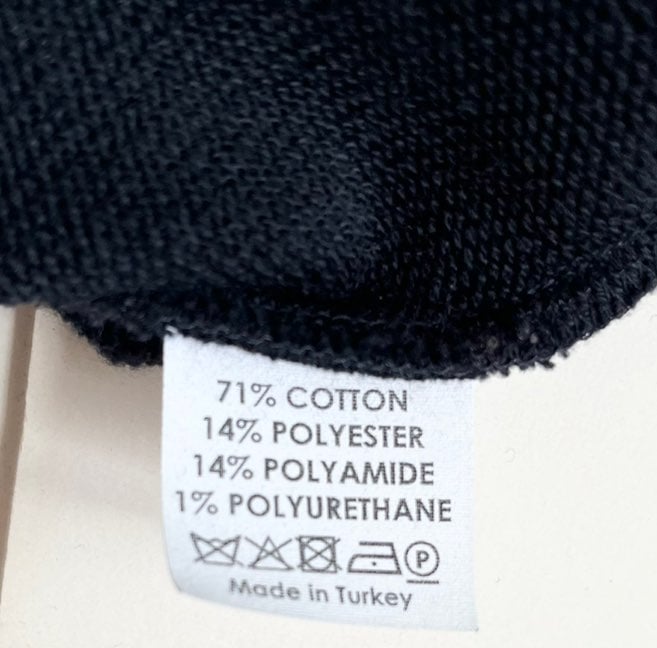 71% COTTON
14% POLYESTER
14% POLYAMIDE
1% POLYURETHANE
P
Made in Turkey